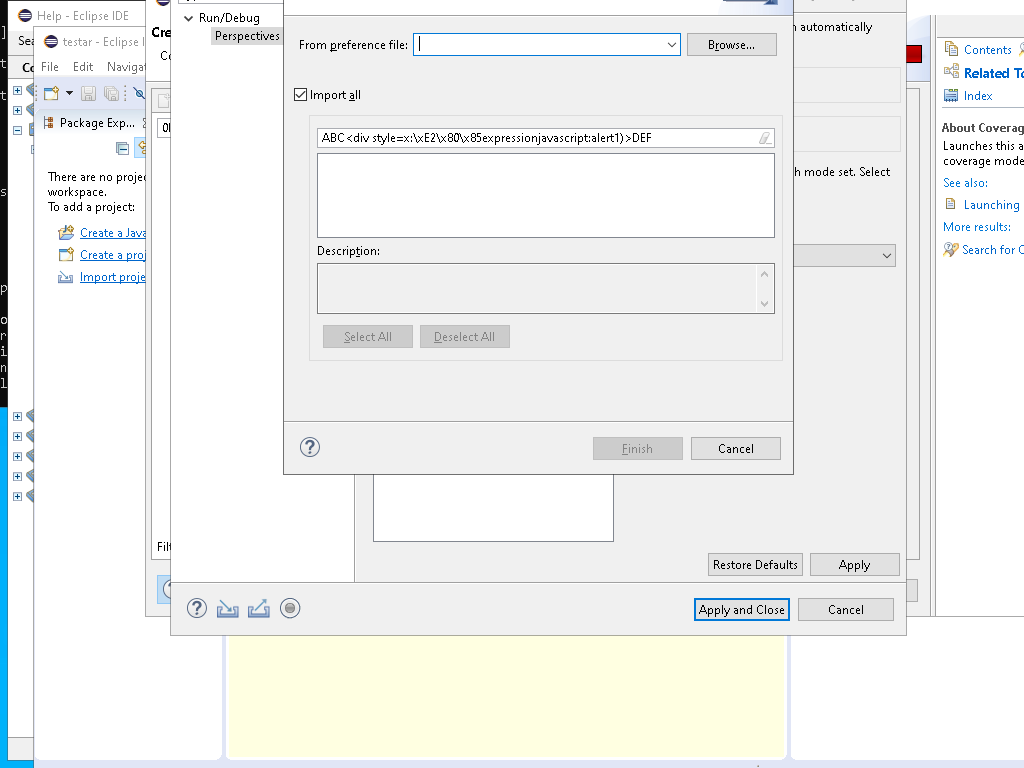 Help - Eclipse IDE
testar - Eclipse I
File Edit Navigat
Package Exp...
There are no projec
workspace.
To add a project:
Create a Java
Create a proj
Import proje
Run/Debug
Perspectives
From preference file:
Browse...
Import all
ABC<div style=x:\xE2\x80\x85expressionjavascript:alert1)>DEF
Description:
Select All
Deselect All
Finish
Cancel
automatically
h mode set. Select
Restore Defaults
Apply
Apply and Close
Cancel
Contents
Related To
Index
About Coverag
Launches this a
coverage mode
See also:
Launching
More results:
Search for C